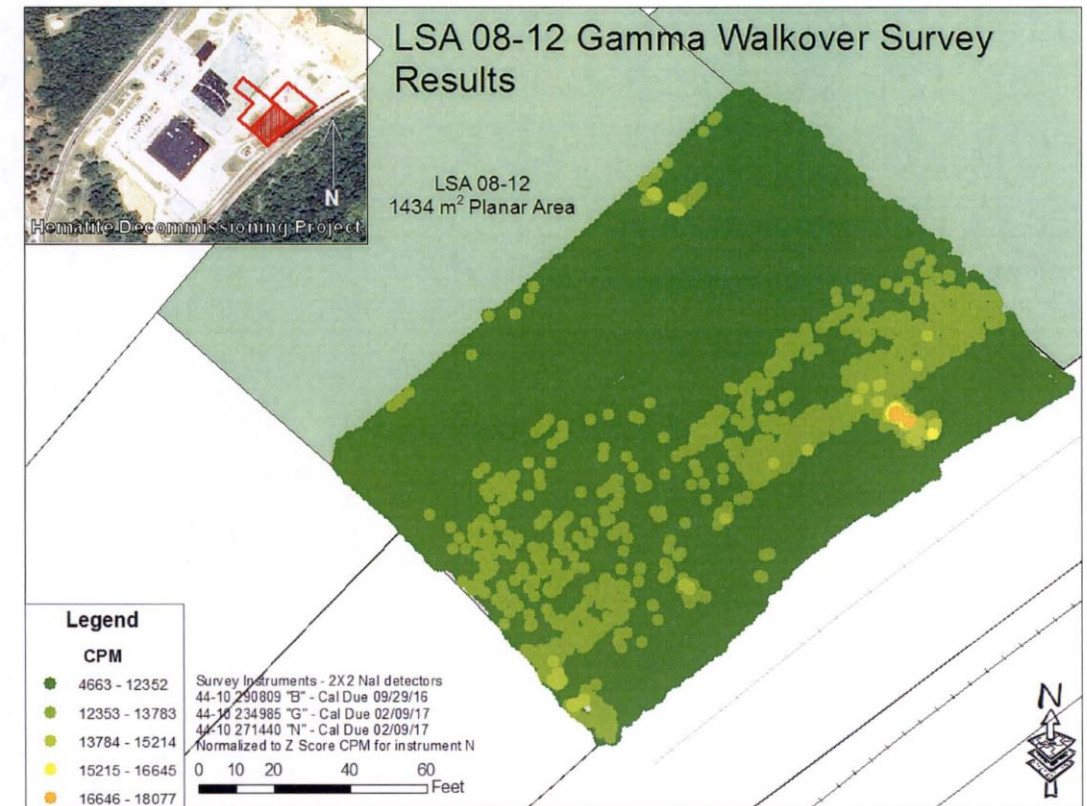 LSA 08-12 Gamma Walkover Survey
Results
LSA 08-12
1434 m² Planar Area
N
Hematite Decommissioning Project
Legend
CPM
4663 - 12352
12353 - 13783
13784 - 15214
15215 - 16645
16646 - 18077
Survey Instruments - 2X2 NaI detectors
44-10 290809 "B" - Cal Due 09/29/16
44-10 234985 "G" - Cal Due 02/09/17
44-10 271440 "N" - Cal Due 02/09/17
Normalized to Z Score CPM for instrument N
0 10 20 40 60
Feet
N